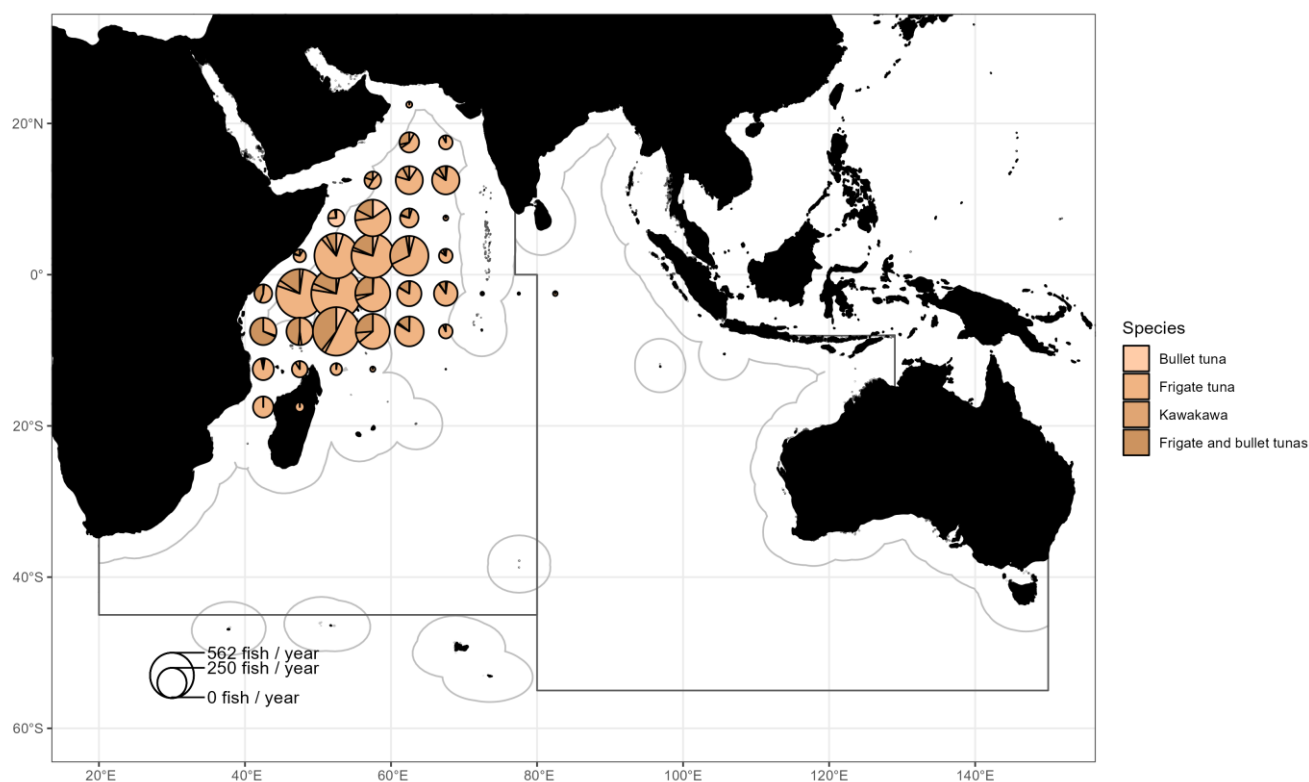 20°N
0°
20°S
40°S
60°S
20°E
40°E
60°E
80°E
100°E
120°E
140°E
562 fish / year
250 fish / year
0 fish / year
Species
Bullet tuna
Frigate tuna
Kawakawa
Frigate and bullet tunas